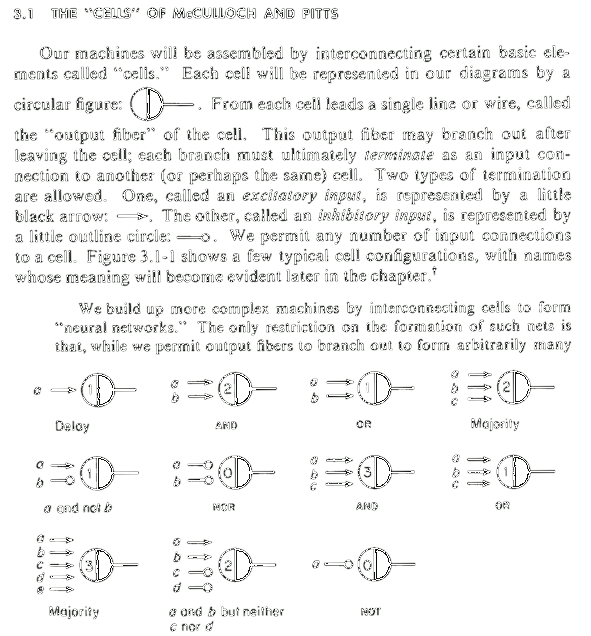 3.1 THE "CELLS" OF McCULLOCH AND PITTS
Our machines will be assembled by interconnecting certain basic ele-
ments called "cells." Each cell will be represented in our diagrams by a
circular figure: . From each cell leads a single line or wire, called
the "output fiber" of the cell. This output fiber may branch out after
leaving the cell; each branch must ultimately terminate as an input con-
nection to another (or perhaps the same) cell. Two types of termination
are allowed. One, called an excitatory input, is represented by a little
black arrow: . The other, called an inhibitory input, is represented by
a little outline circle: . We permit any number of input connections
to a cell. Figure 3.1-1 shows a few typical cell configurations, with names
whose meaning will become evident later in the chapter.†
We build up more complex machines by interconnecting cells to form
"neural networks." The only restriction on the formation of such nets is
that, while we permit output fibers to branch out to form arbitrarily many
a 1
Delay
a b 2
AND
a b 1
OR
a b c 2
Majority
a b 1
a and not b
a b 0
NOR
a b c 3
AND
a b c 1
OR
a b c d e 3
Majority
a b c d 2
a and b but neither
c nor d
a 0
NOT